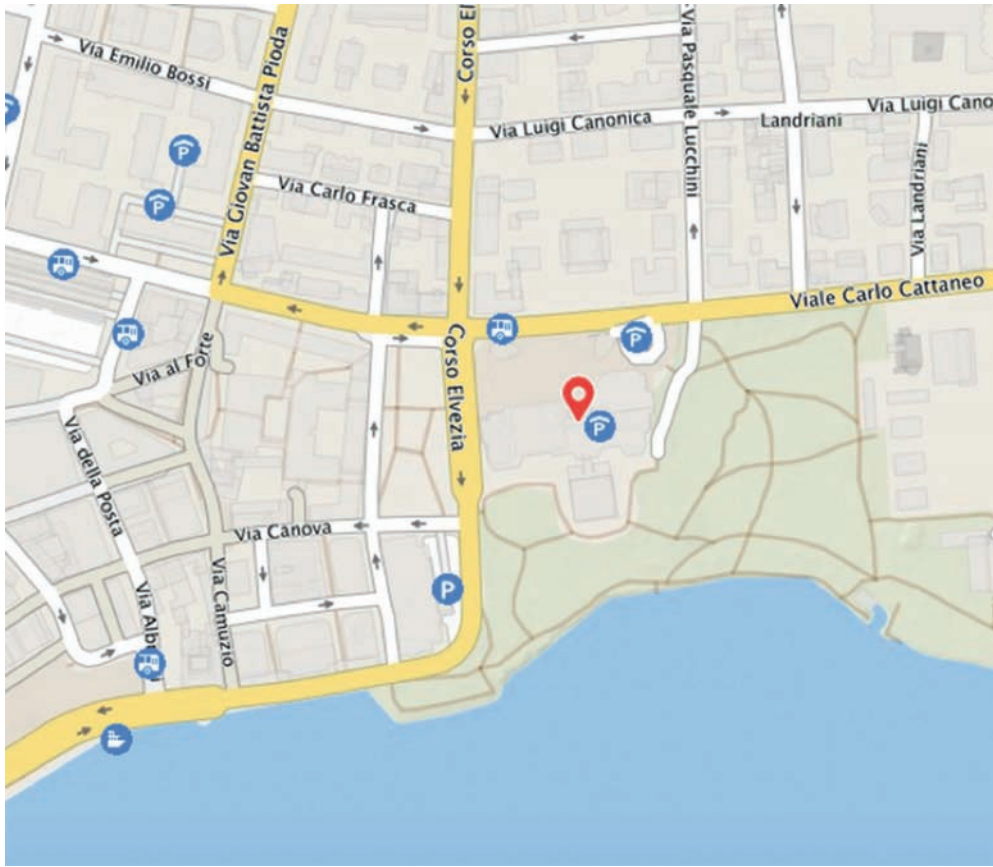 Via Emilio Bossi
Via Giovan Battista Pioda
Corso El
Via Pasquale Lucchini
Via Luigi Canonica
Landriani
Via Luigi Cano
Via Carlo Frasca
Via Landriani
Viale Carlo Cattaneo
P
P
P
P
Via al Forte
Corso Elvezia
Via della Posta
Via Canova
P
Via Camuzio
Via Alb